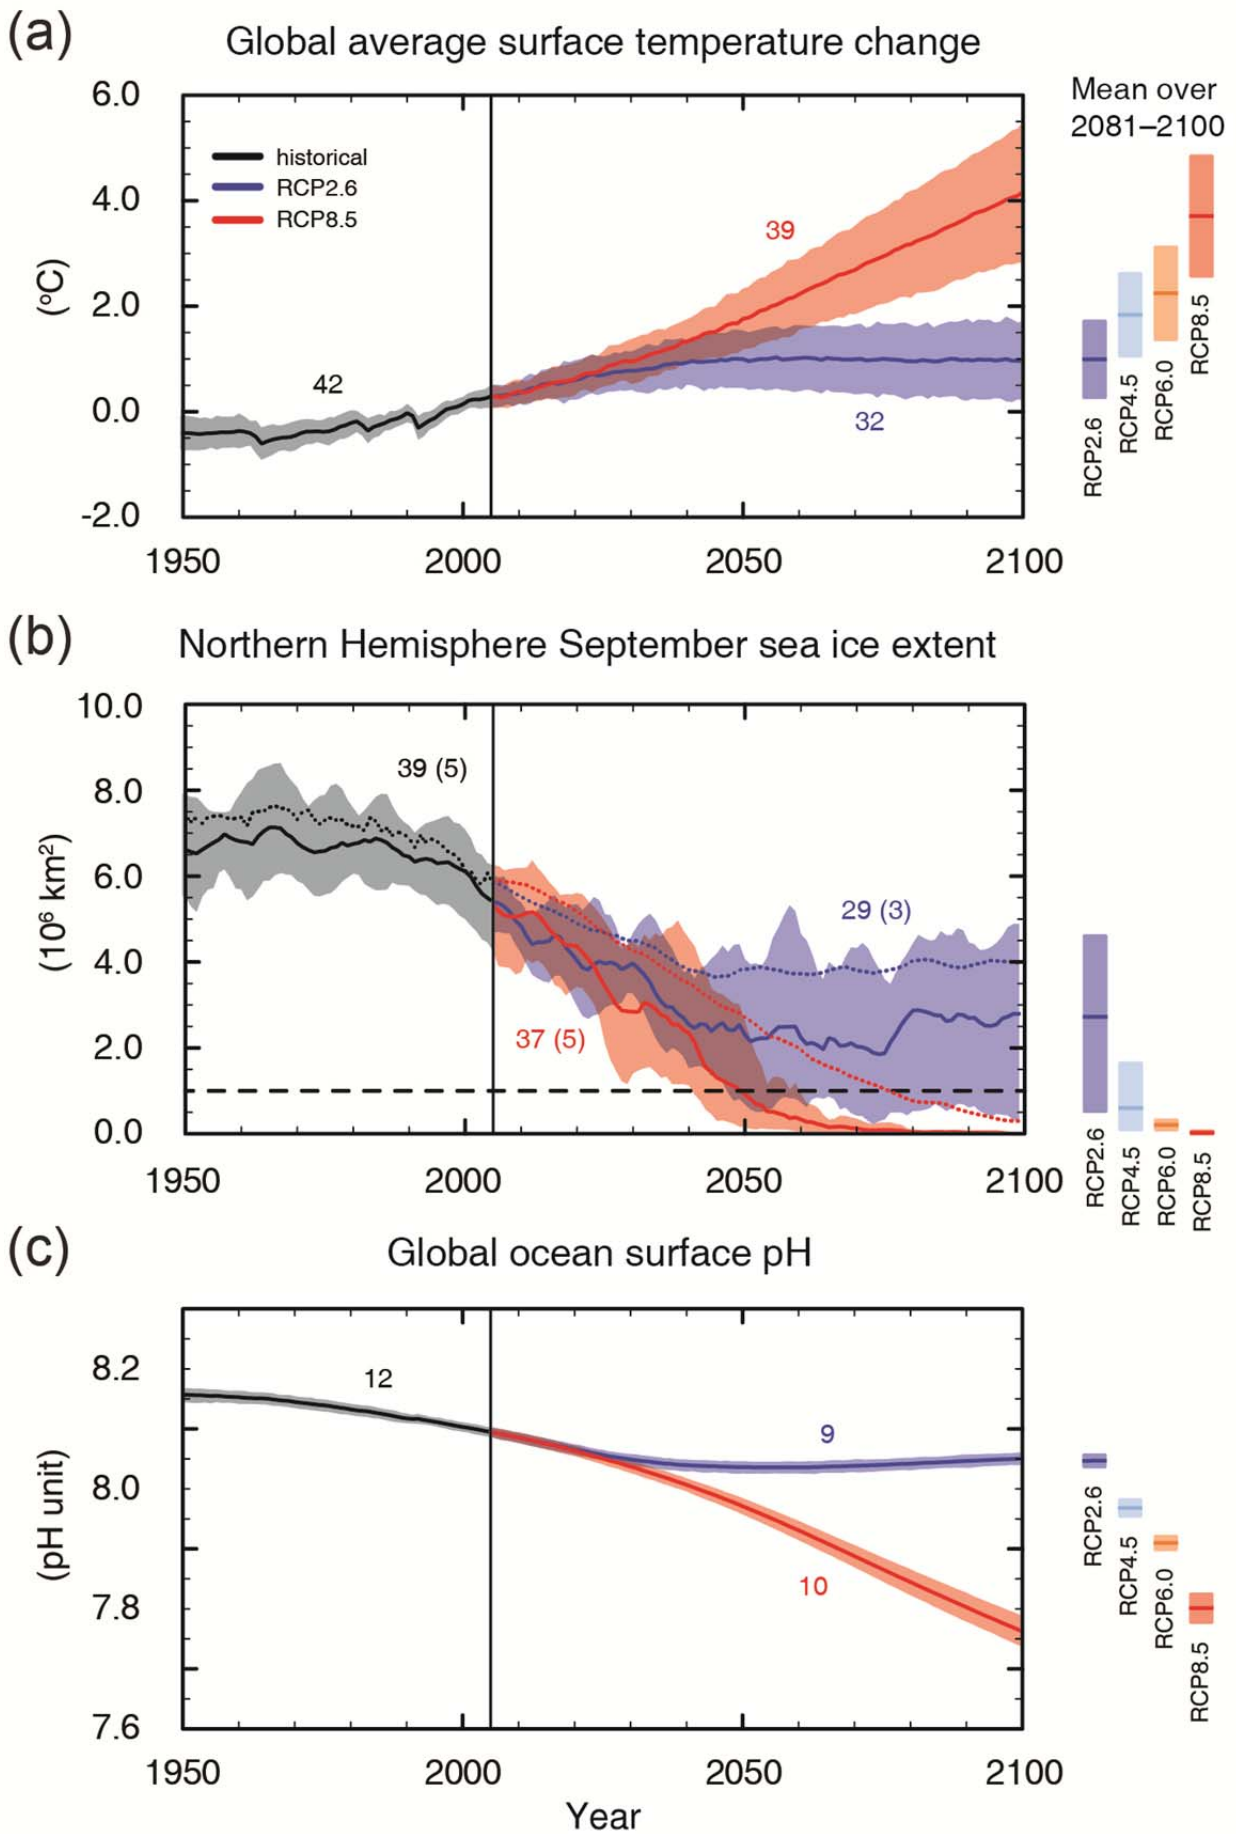 (a)
Global average surface temperature change
Mean over
2081–2100
6.0
4.0
2.0
0.0
-2.0
(°C)
historical
RCP2.6
RCP8.5
42
39
32
1950
2000
2050
2100
RCP2.6
RCP4.5
RCP6.0
RCP8.5
(b)
Northern Hemisphere September sea ice extent
10.0
8.0
6.0
4.0
2.0
0.0
(10⁶ km²)
39 (5)
29 (3)
37 (5)
1950
2000
2050
2100
RCP2.6
RCP4.5
RCP6.0
RCP8.5
(c)
Global ocean surface pH
8.2
8.0
7.8
7.6
(pH unit)
12
9
10
1950
2000
2050
2100
Year
RCP2.6
RCP4.5
RCP6.0
RCP8.5